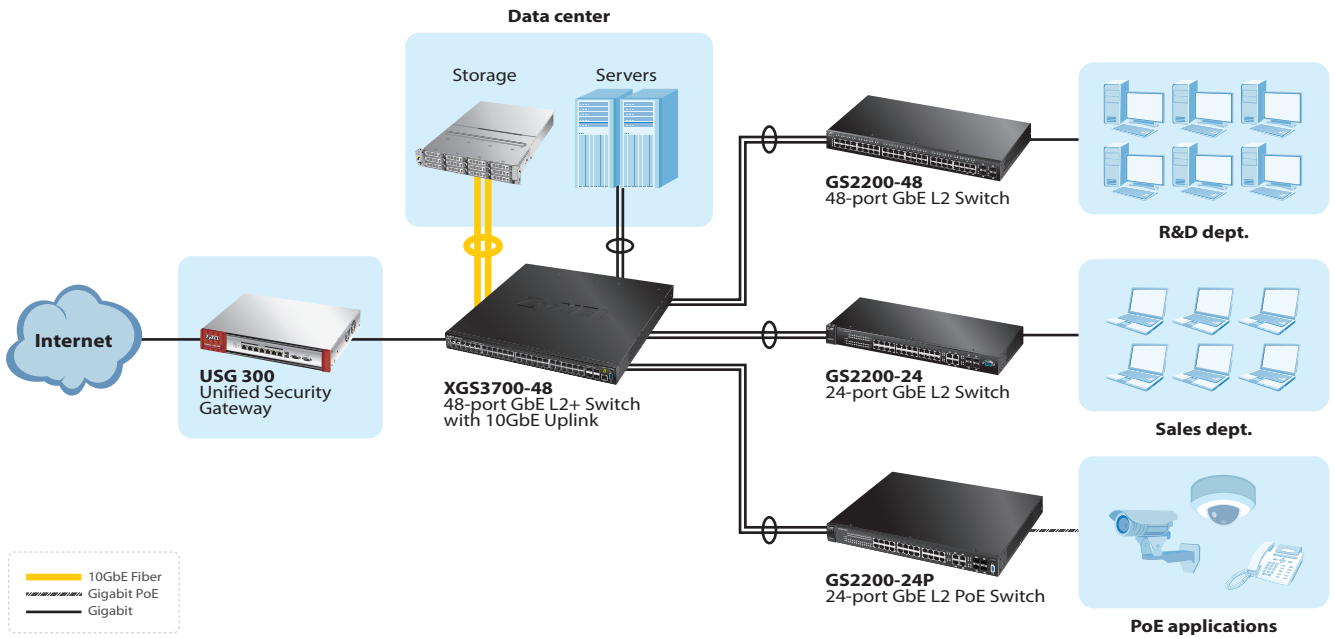 Data center
Storage
Servers
GS2200-48
48-port GbE L2 Switch
R&D dept.
Internet
USG 300
Unified Security
Gateway
ZyXEL
XGS3700-48
48-port GbE L2+ Switch
with 10GbE Uplink
GS2200-24
24-port GbE L2 Switch
Sales dept.
GS2200-24P
24-port GbE L2 PoE Switch
PoE applications
10GbE Fiber
Gigabit PoE
Gigabit